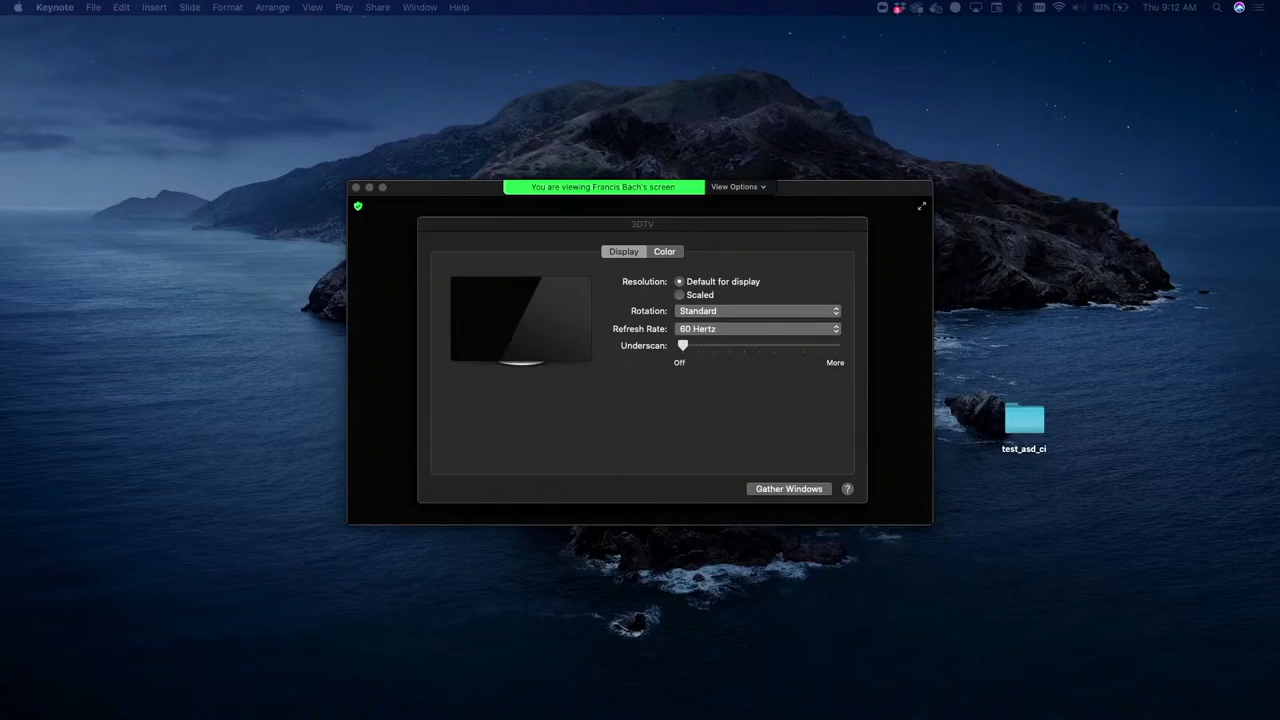 Keynote File Edit Insert Slide Format Arrange View Play Share Window Help 3 93% Thu 9:12 AM
You are viewing Francis Bach's screen View Options
3DTV
Display Color
Resolution: Default for display
Scaled
Rotation: Standard
Refresh Rate: 60 Hertz
Underscan:
Off More
test_asd_ci
Gather Windows ?